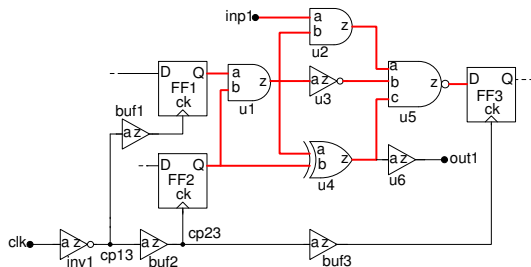 inp1
a
b
z
u2
D Q
FF1
ck
a
b
z
u1
a z
u3
a
b
c
z
u5
D Q
FF3
ck
buf1
a z
D Q
FF2
ck
a
b
z
u4
a z
u6
out1
clk
a z
inv1
cp13
a z
buf2
cp23
a z
buf3